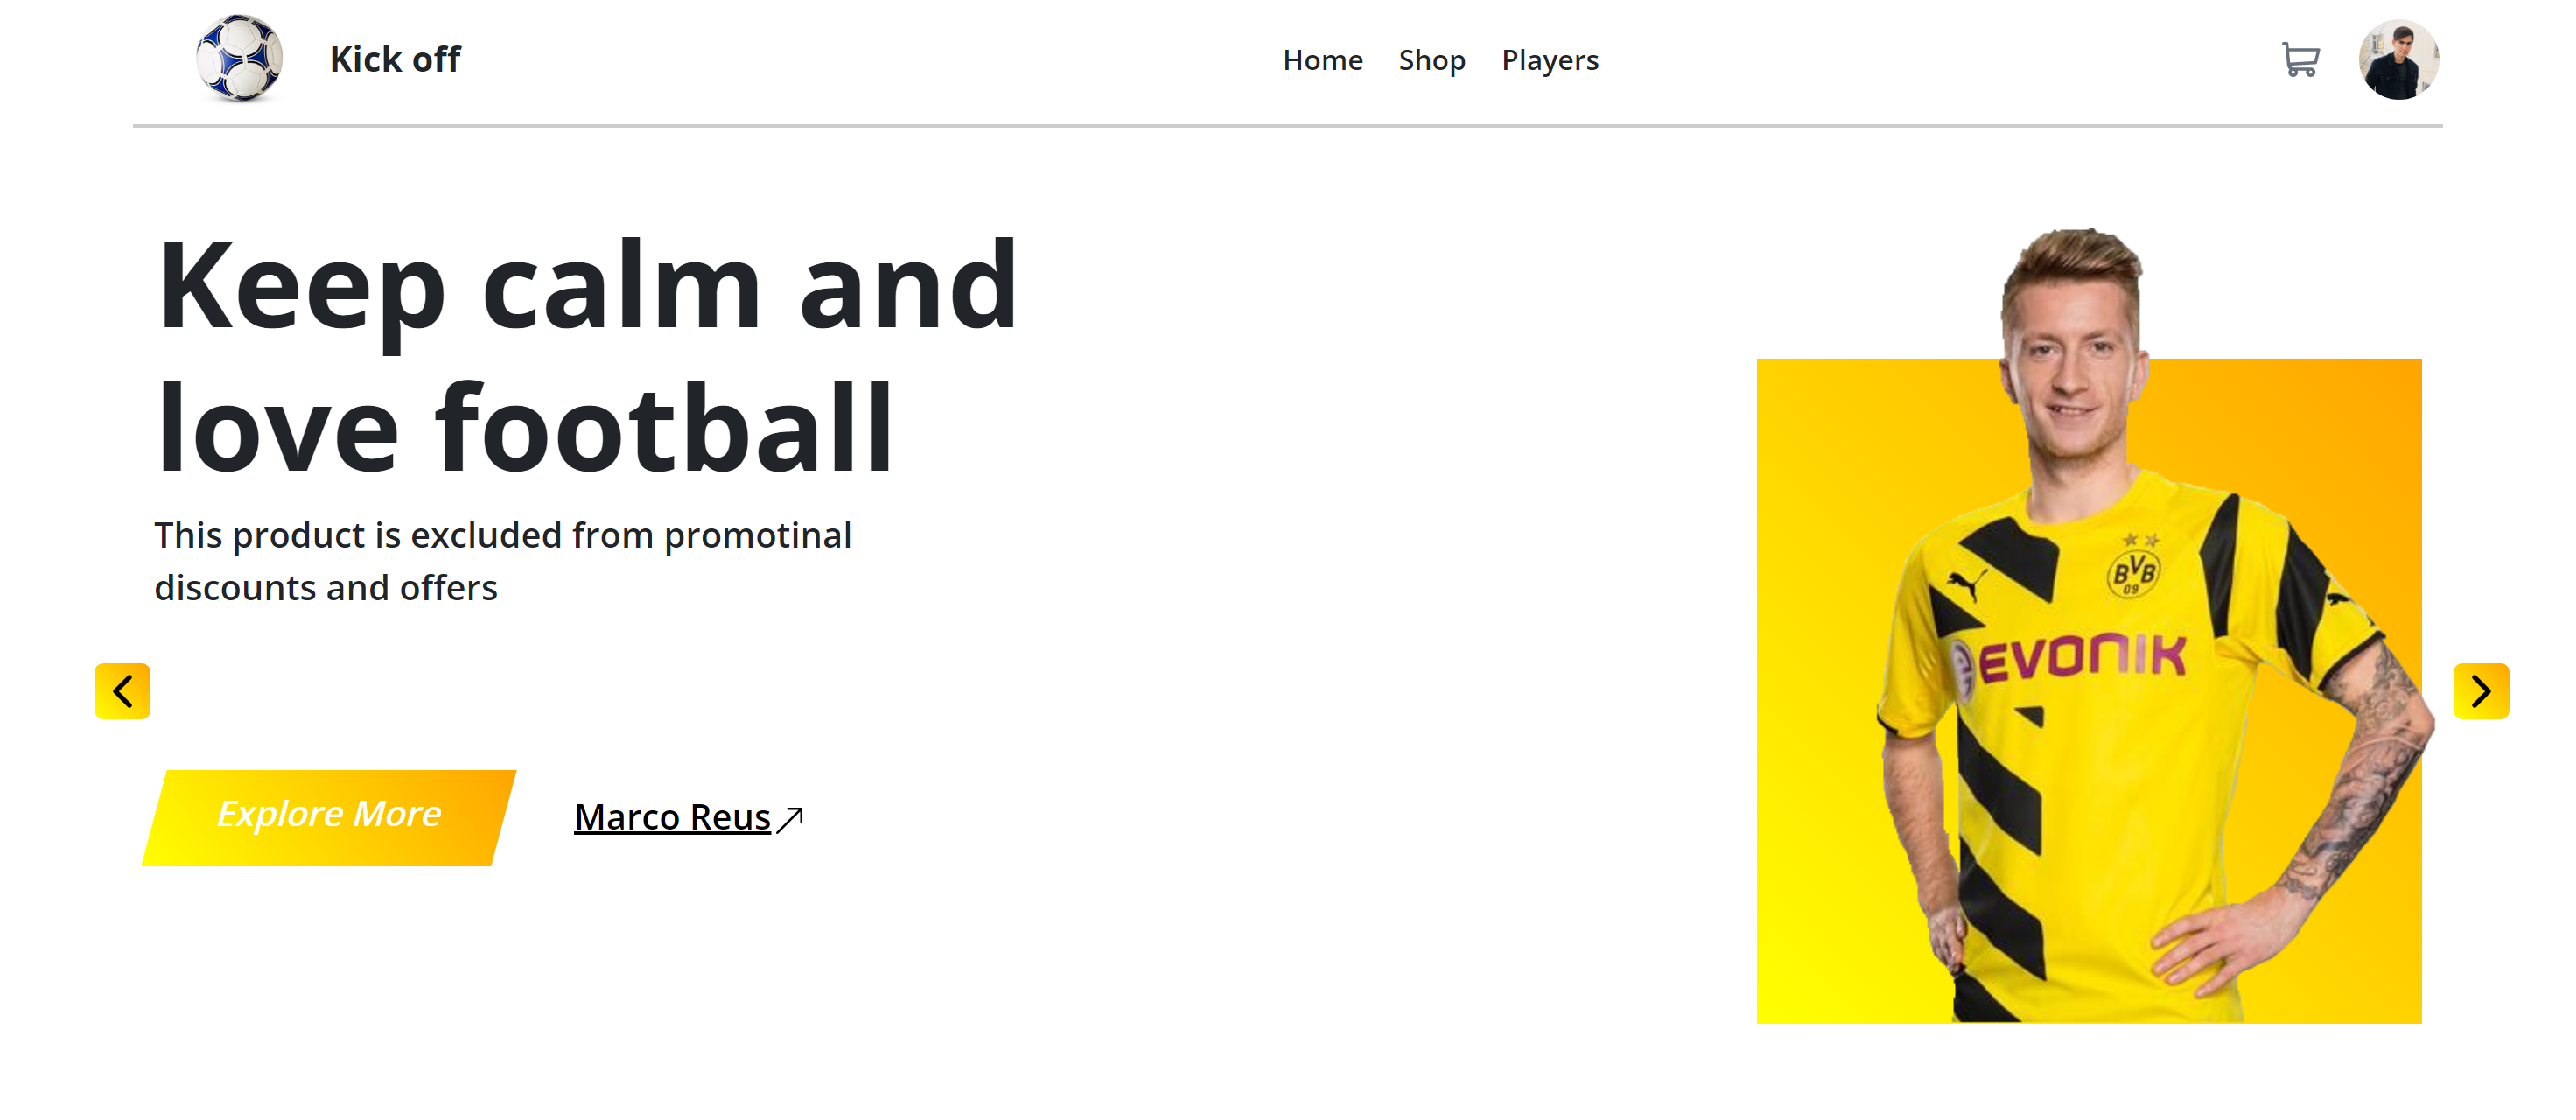 Kick off
Home Shop Players
Keep calm and
love football
This product is excluded from promotinal
discounts and offers
Explore More
Marco Reus
BVB
09
EVONIK